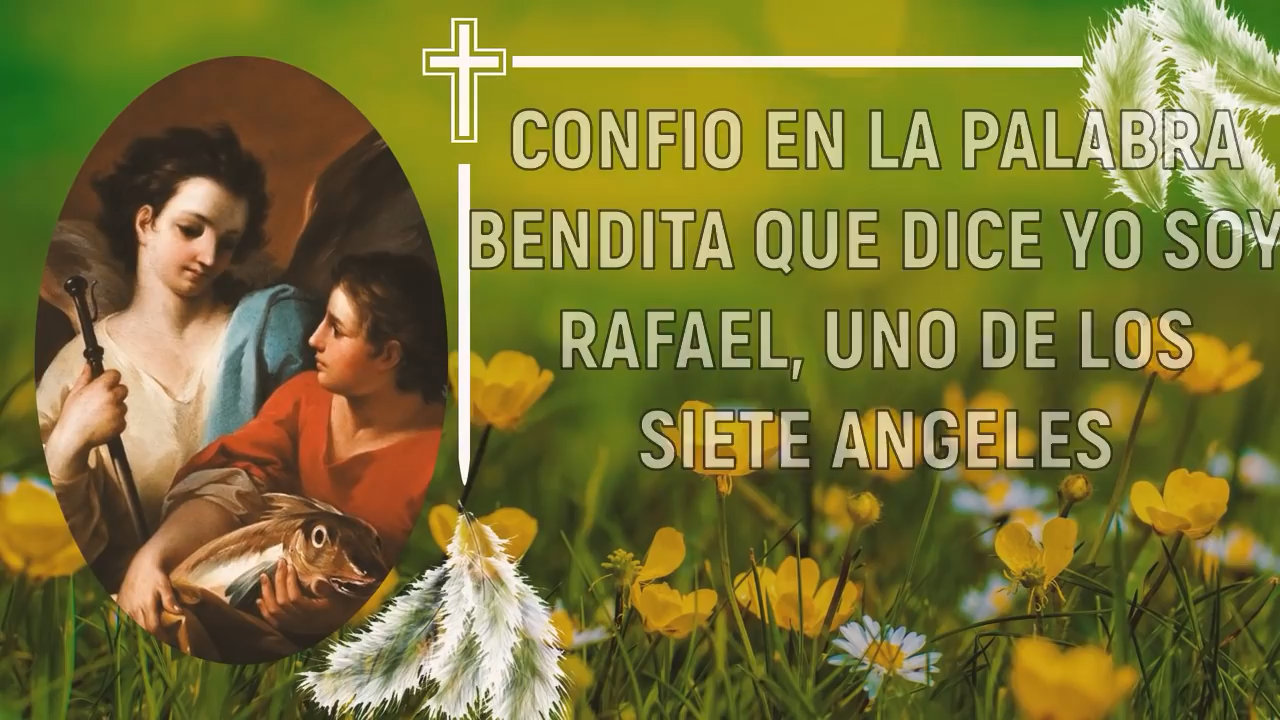 CONFIO EN LA PALABRA
BENDITA QUE DICE YO SOY
RAFAEL, UNO DE LOS
SIETE ANGELES